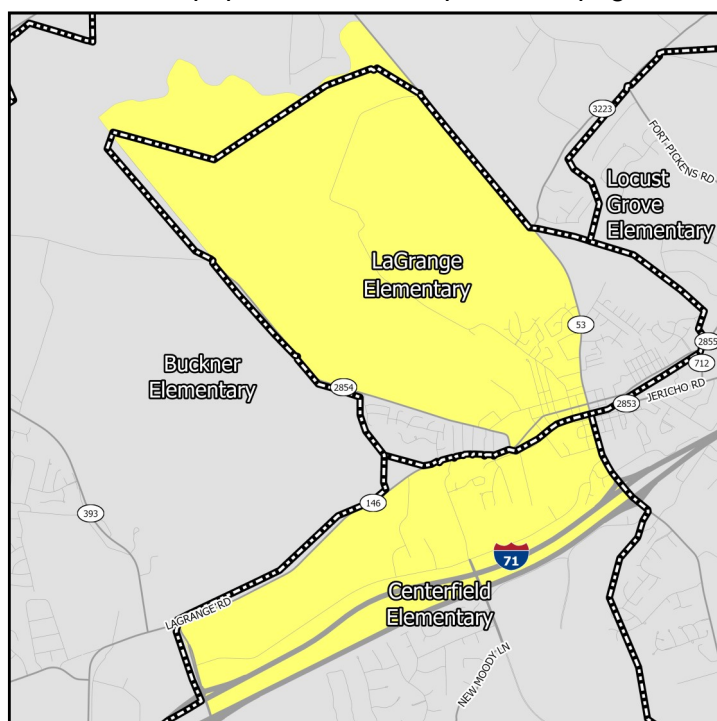 3223
FORT PICKENS RD
Locust
Grove
Elementary
LaGrange
Elementary
53
2855
712
Buckner
Elementary
2854
2853
JERICHO RD
146
393
71
Centerfield
Elementary
LAGRANGE RD
NEW MOODY LN